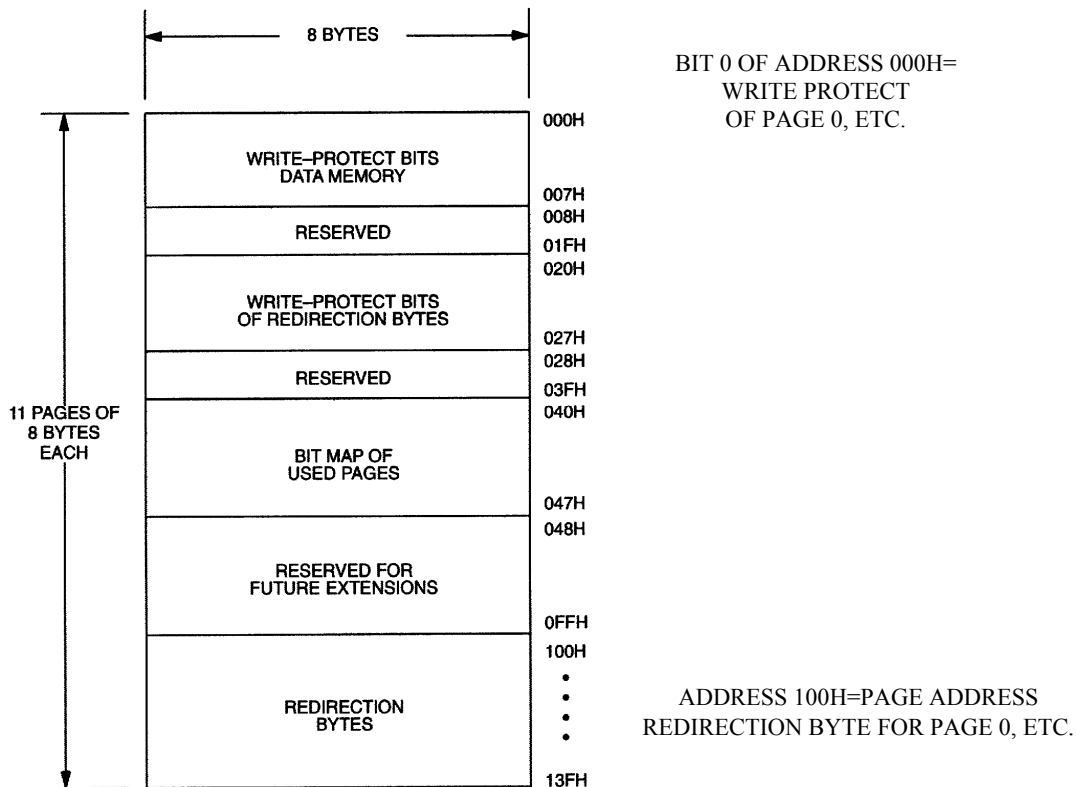 8 BYTES
BIT 0 OF ADDRESS 000H=
WRITE PROTECT
OF PAGE 0, ETC.
000H
WRITE–PROTECT BITS
DATA MEMORY
007H
008H
RESERVED
01FH
020H
WRITE–PROTECT BITS
OF REDIRECTION BYTES
027H
028H
RESERVED
03FH
11 PAGES OF
8 BYTES
EACH
040H
BIT MAP OF
USED PAGES
047H
048H
RESERVED FOR
FUTURE EXTENSIONS
0FFH
100H
REDIRECTION
BYTES
ADDRESS 100H=PAGE ADDRESS
REDIRECTION BYTE FOR PAGE 0, ETC.
13FH